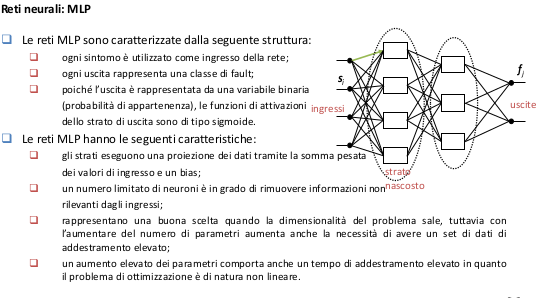 Reti neurali: MLP
Le reti MLP sono caratterizzate dalla seguente struttura:
ogni sintomo è utilizzato come ingresso della rete;
ogni uscita rappresenta una classe di fault;
poiché l'uscita è rappresentata da una variabile binaria
(probabilità di appartenenza), le funzioni di attivazioni
dello strato di uscita sono di tipo sigmoide.
s_i
ingressi
f_j
uscite
strato
nascosto
Le reti MLP hanno le seguenti caratteristiche:
gli strati eseguono una proiezione dei dati tramite la somma pesata
dei valori di ingresso e un bias;
un numero limitato di neuroni è in grado di rimuovere informazioni non
rilevanti dagli ingressi;
rappresentano una buona scelta quando la dimensionalità del problema sale, tuttavia con
l'aumentare del numero di parametri aumenta anche la necessità di avere un set di dati di
addestramento elevato;
un aumento elevato dei parametri comporta anche un tempo di addestramento elevato in quanto
il problema di ottimizzazione è di natura non lineare.